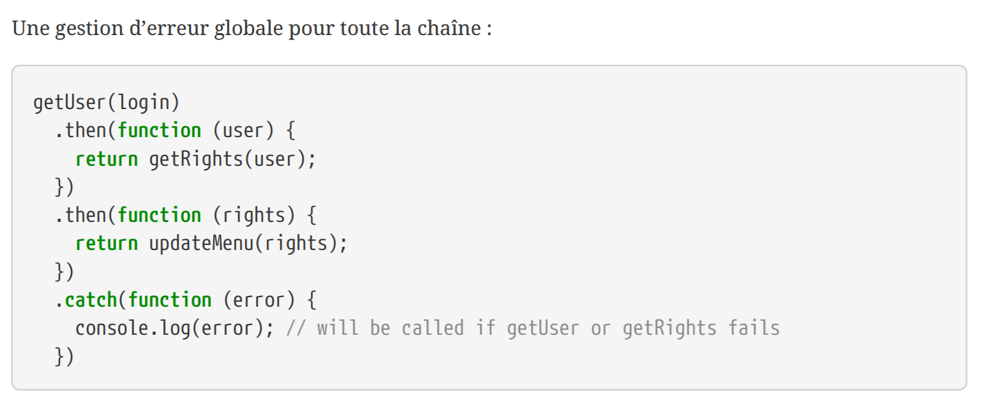 Une gestion d’erreur globale pour toute la chaîne :
getUser(login)
  .then(function (user) {
    return getRights(user);
  })
  .then(function (rights) {
    return updateMenu(rights);
  })
  .catch(function (error) {
    console.log(error); // will be called if getUser or getRights fails
  })